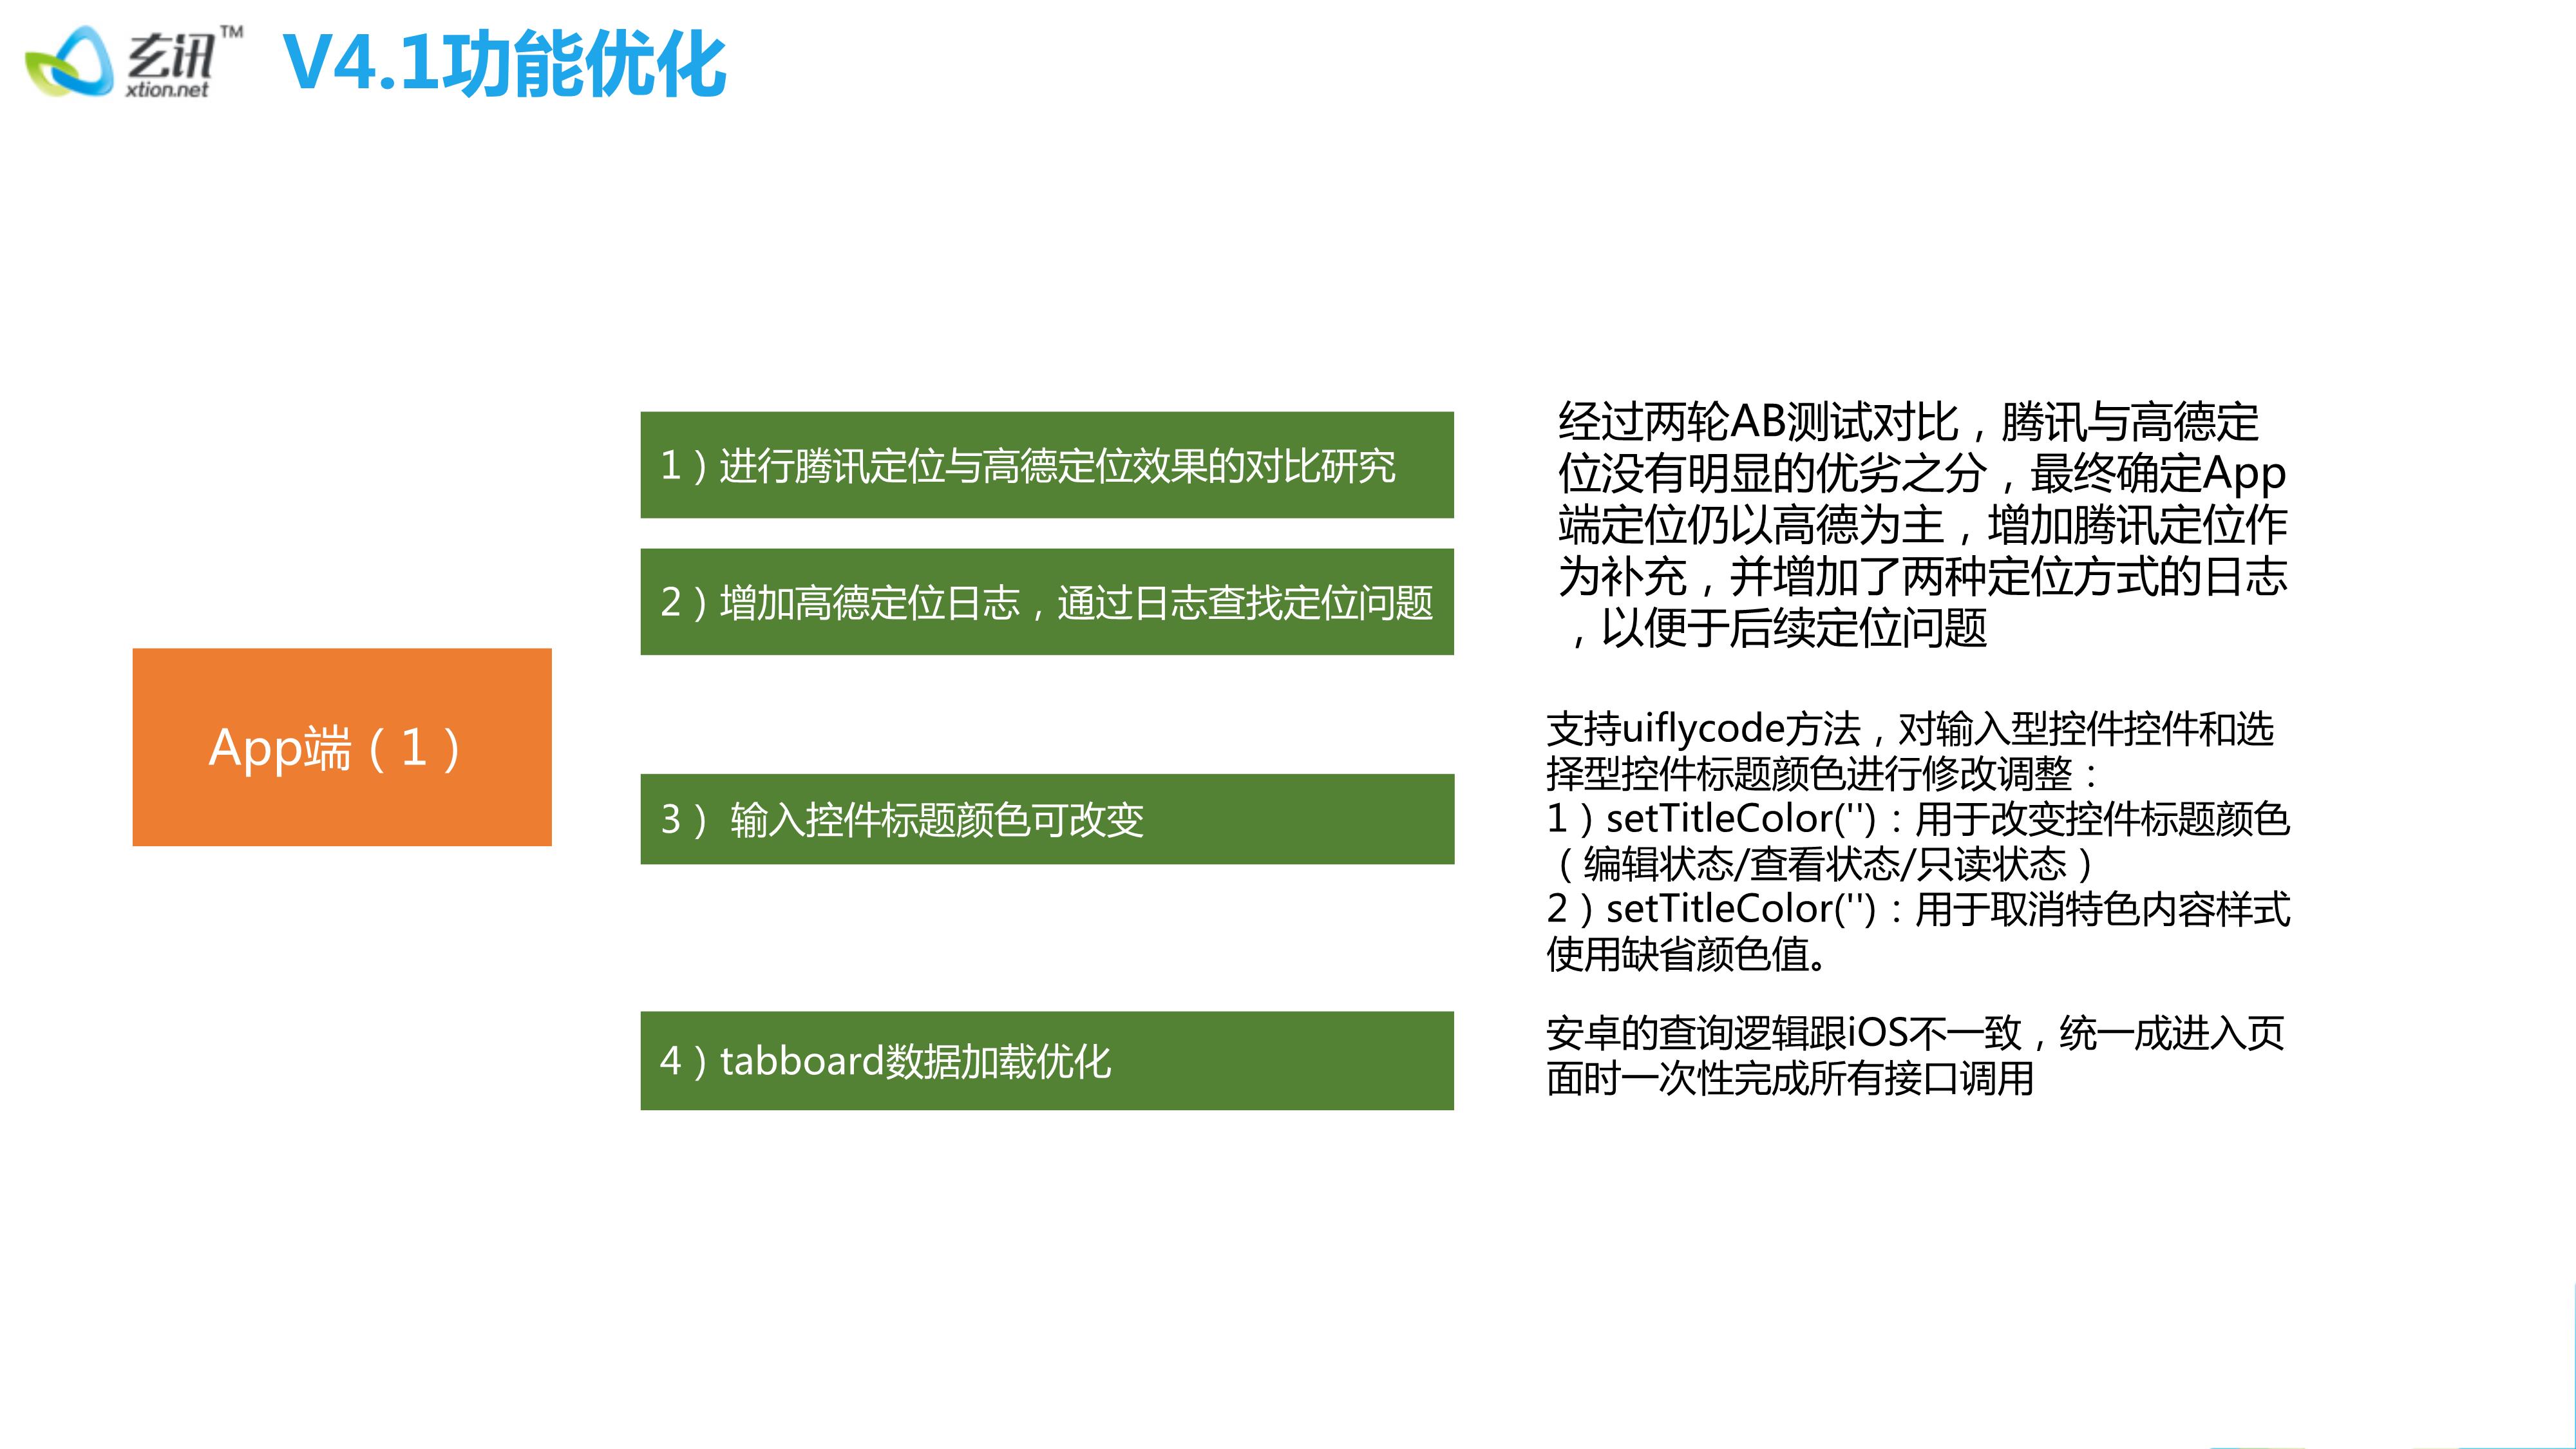 玄讯™
xtion.net
V4.1功能优化
App端（1）
1）进行腾讯定位与高德定位效果的对比研究
2）增加高德定位日志，通过日志查找定位问题
3） 输入控件标题颜色可改变
4）tabboard数据加载优化
经过两轮AB测试对比，腾讯与高德定
位没有明显的优劣之分，最终确定App
端定位仍以高德为主，增加腾讯定位作
为补充，并增加了两种定位方式的日志
，以便于后续定位问题
支持uiflycode方法，对输入型控件控件和选
择型控件标题颜色进行修改调整：
1）setTitleColor('')：用于改变控件标题颜色
（编辑状态/查看状态/只读状态）
2）setTitleColor('')：用于取消特色内容样式
使用缺省颜色值。
安卓的查询逻辑跟iOS不一致，统一成进入页
面时一次性完成所有接口调用